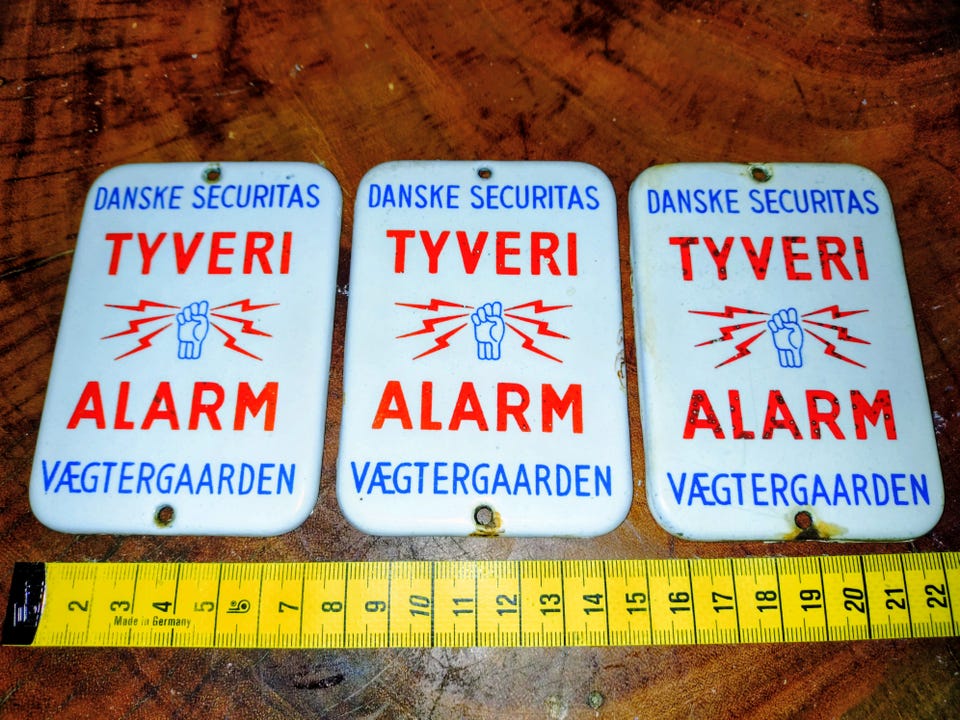 DANSKE SECURITAS
TYVERI
ALARM
VÆGTERGAARDEN
DANSKE SECURITAS
TYVERI
ALARM
VÆGTERGAARDEN
DANSKE SECURITAS
TYVERI
ALARM
VÆGTERGAARDEN
2 3 4 5 7 8 9 10 11 12 13 14 15 16 17 18 19 20 21 22
Made in Germany